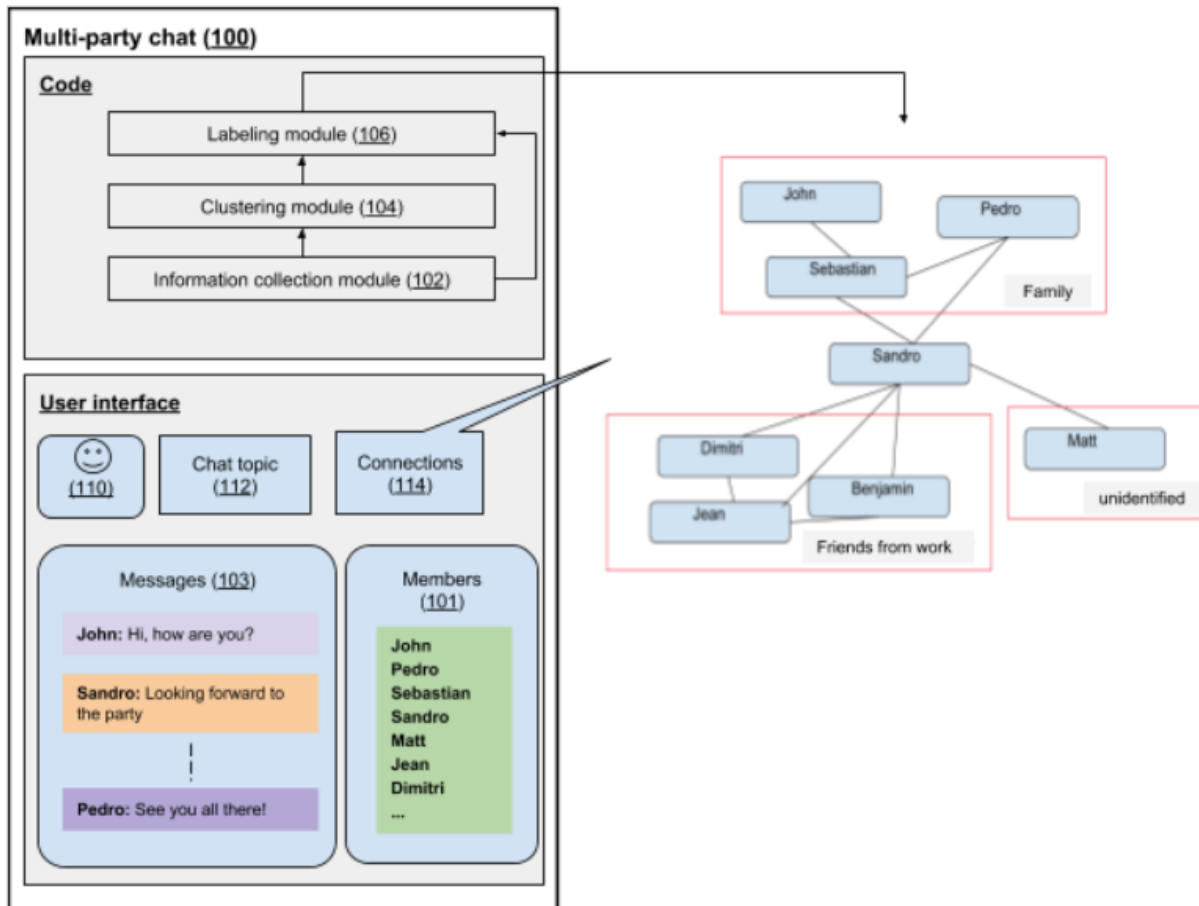 Multi-party chat (100)
Code
Labeling module (106)
Clustering module (104)
Information collection module (102)
User interface
(110)
Chat topic
(112)
Connections
(114)
Messages (103)
John: Hi, how are you?
Sandro: Looking forward to
the party
Pedro: See you all there!
Members
(101)
John
Pedro
Sebastian
Sandro
Matt
Jean
Dimitri
...
John
Pedro
Sebastian
Family
Sandro
Dimitri
Matt
Benjamin
unidentified
Jean
Friends from work